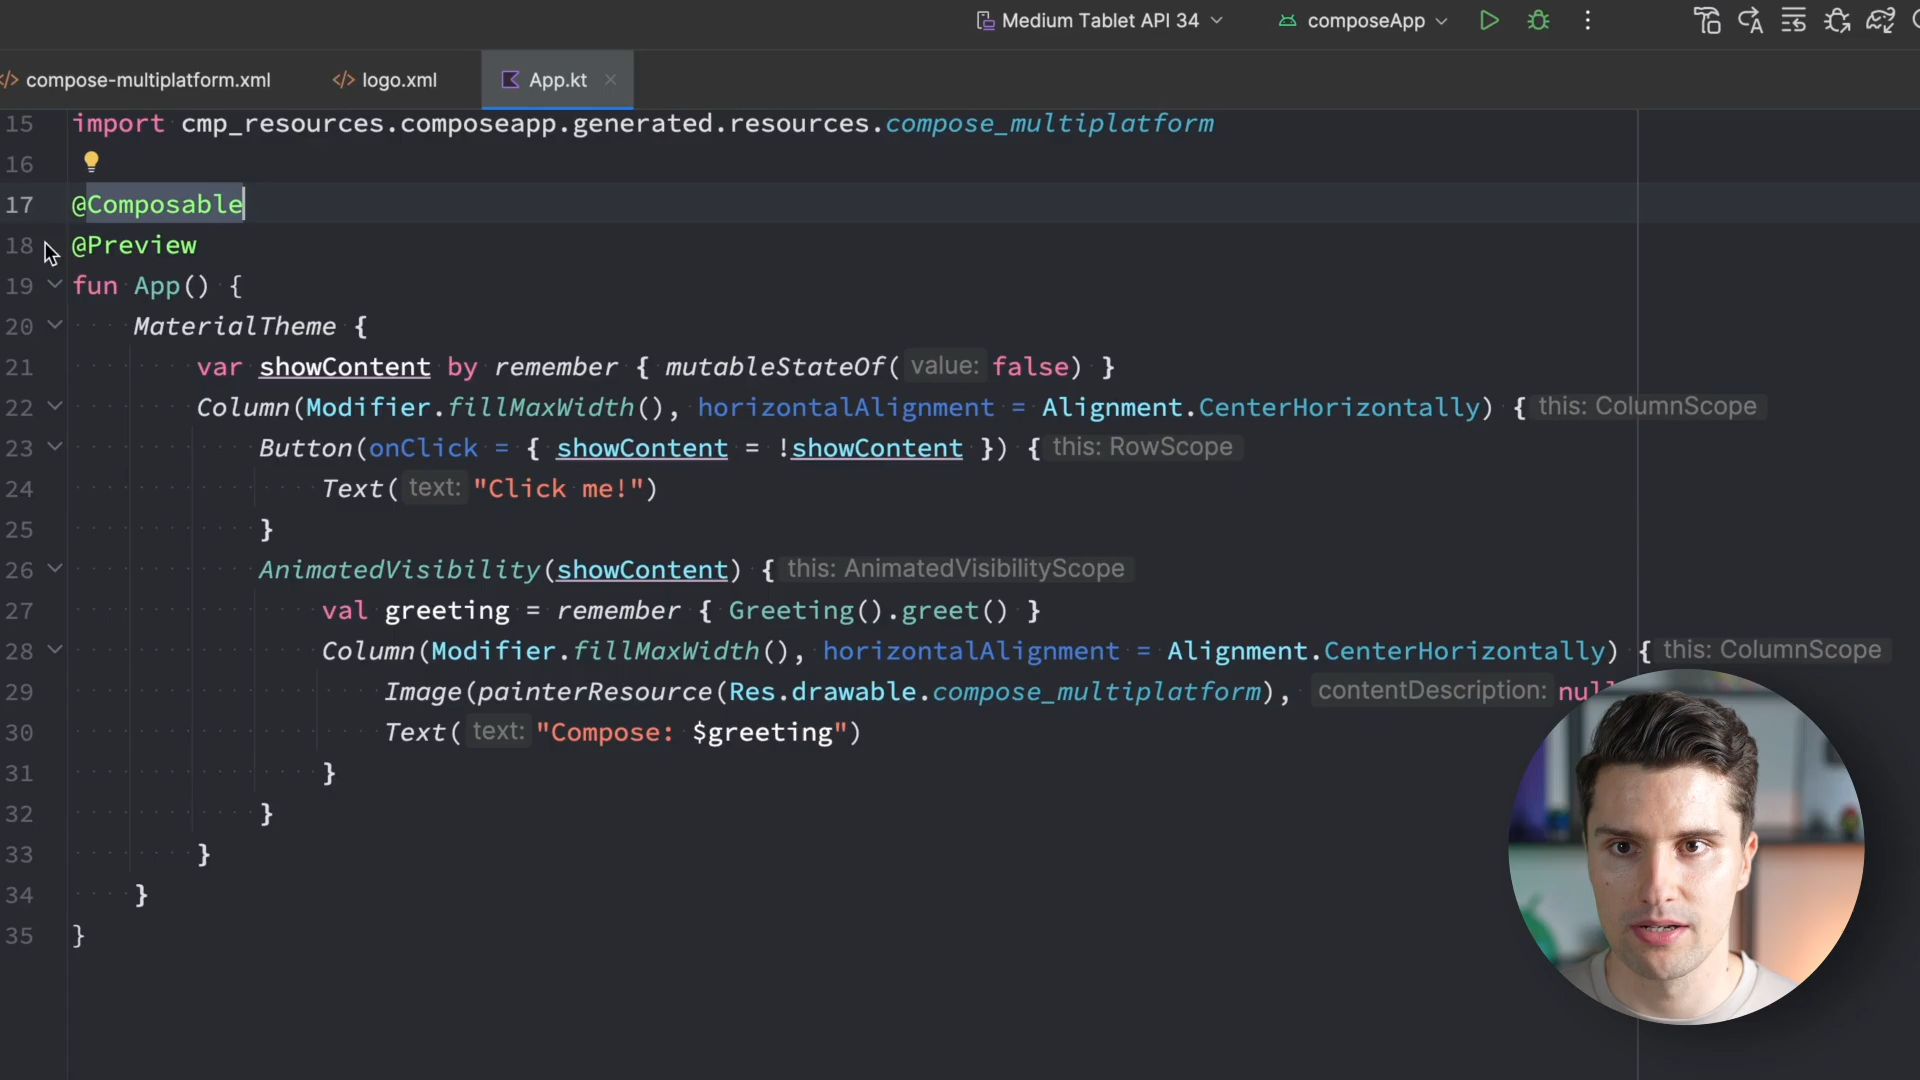 Medium Tablet API 34 composeApp
compose-multiplatform.xml logo.xml App.kt
15 import cmp_resources.composeapp.generated.resources.compose_multiplatform
16
17 @Composable
18 @Preview
19 fun App() {
20 MaterialTheme {
21 var showContent by remember { mutableStateOf( value: false) }
22 Column(Modifier.fillMaxWidth(), horizontalAlignment = Alignment.CenterHorizontally) { this: ColumnScope
23 Button(onClick = { showContent = !showContent }) { this: RowScope
24 Text( text: "Click me!")
25 }
26 AnimatedVisibility(showContent) { this: AnimatedVisibilityScope
27 val greeting = remember { Greeting().greet() }
28 Column(Modifier.fillMaxWidth(), horizontalAlignment = Alignment.CenterHorizontally) { this: ColumnScope
29 Image(painterResource(Res.drawable.compose_multiplatform), contentDescription:
30 Text( text: "Compose: $greeting")
31 }
32 }
33 }
34 }
35 }